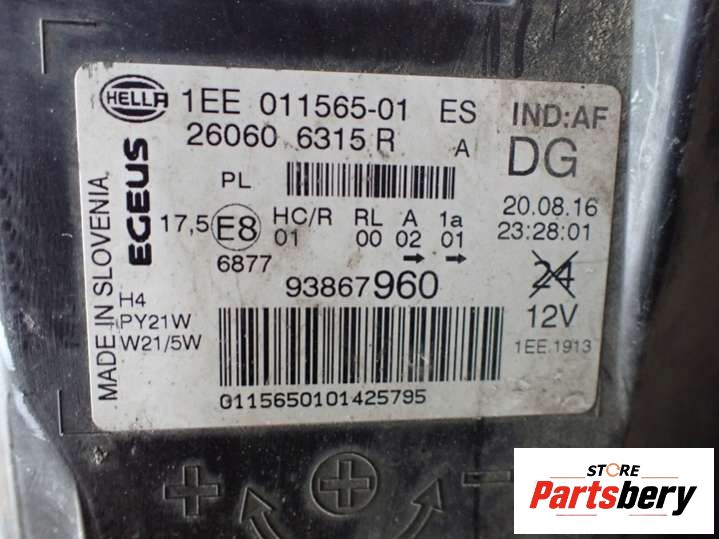 HELLA 1EE 011565-01 ES IND:AF
26060 6315 R A DG
PL
20.08.16
17,5 E8 HC/R RL A 1a 23:28:01
01 00 02 01
6877
→ →
93867960 24
H4
PY21W 12V
W21/5W 1EE.1913
0115650101425795
MADE IN SLOVENIA
EGEUS
+ + -
STORE
Partsbery